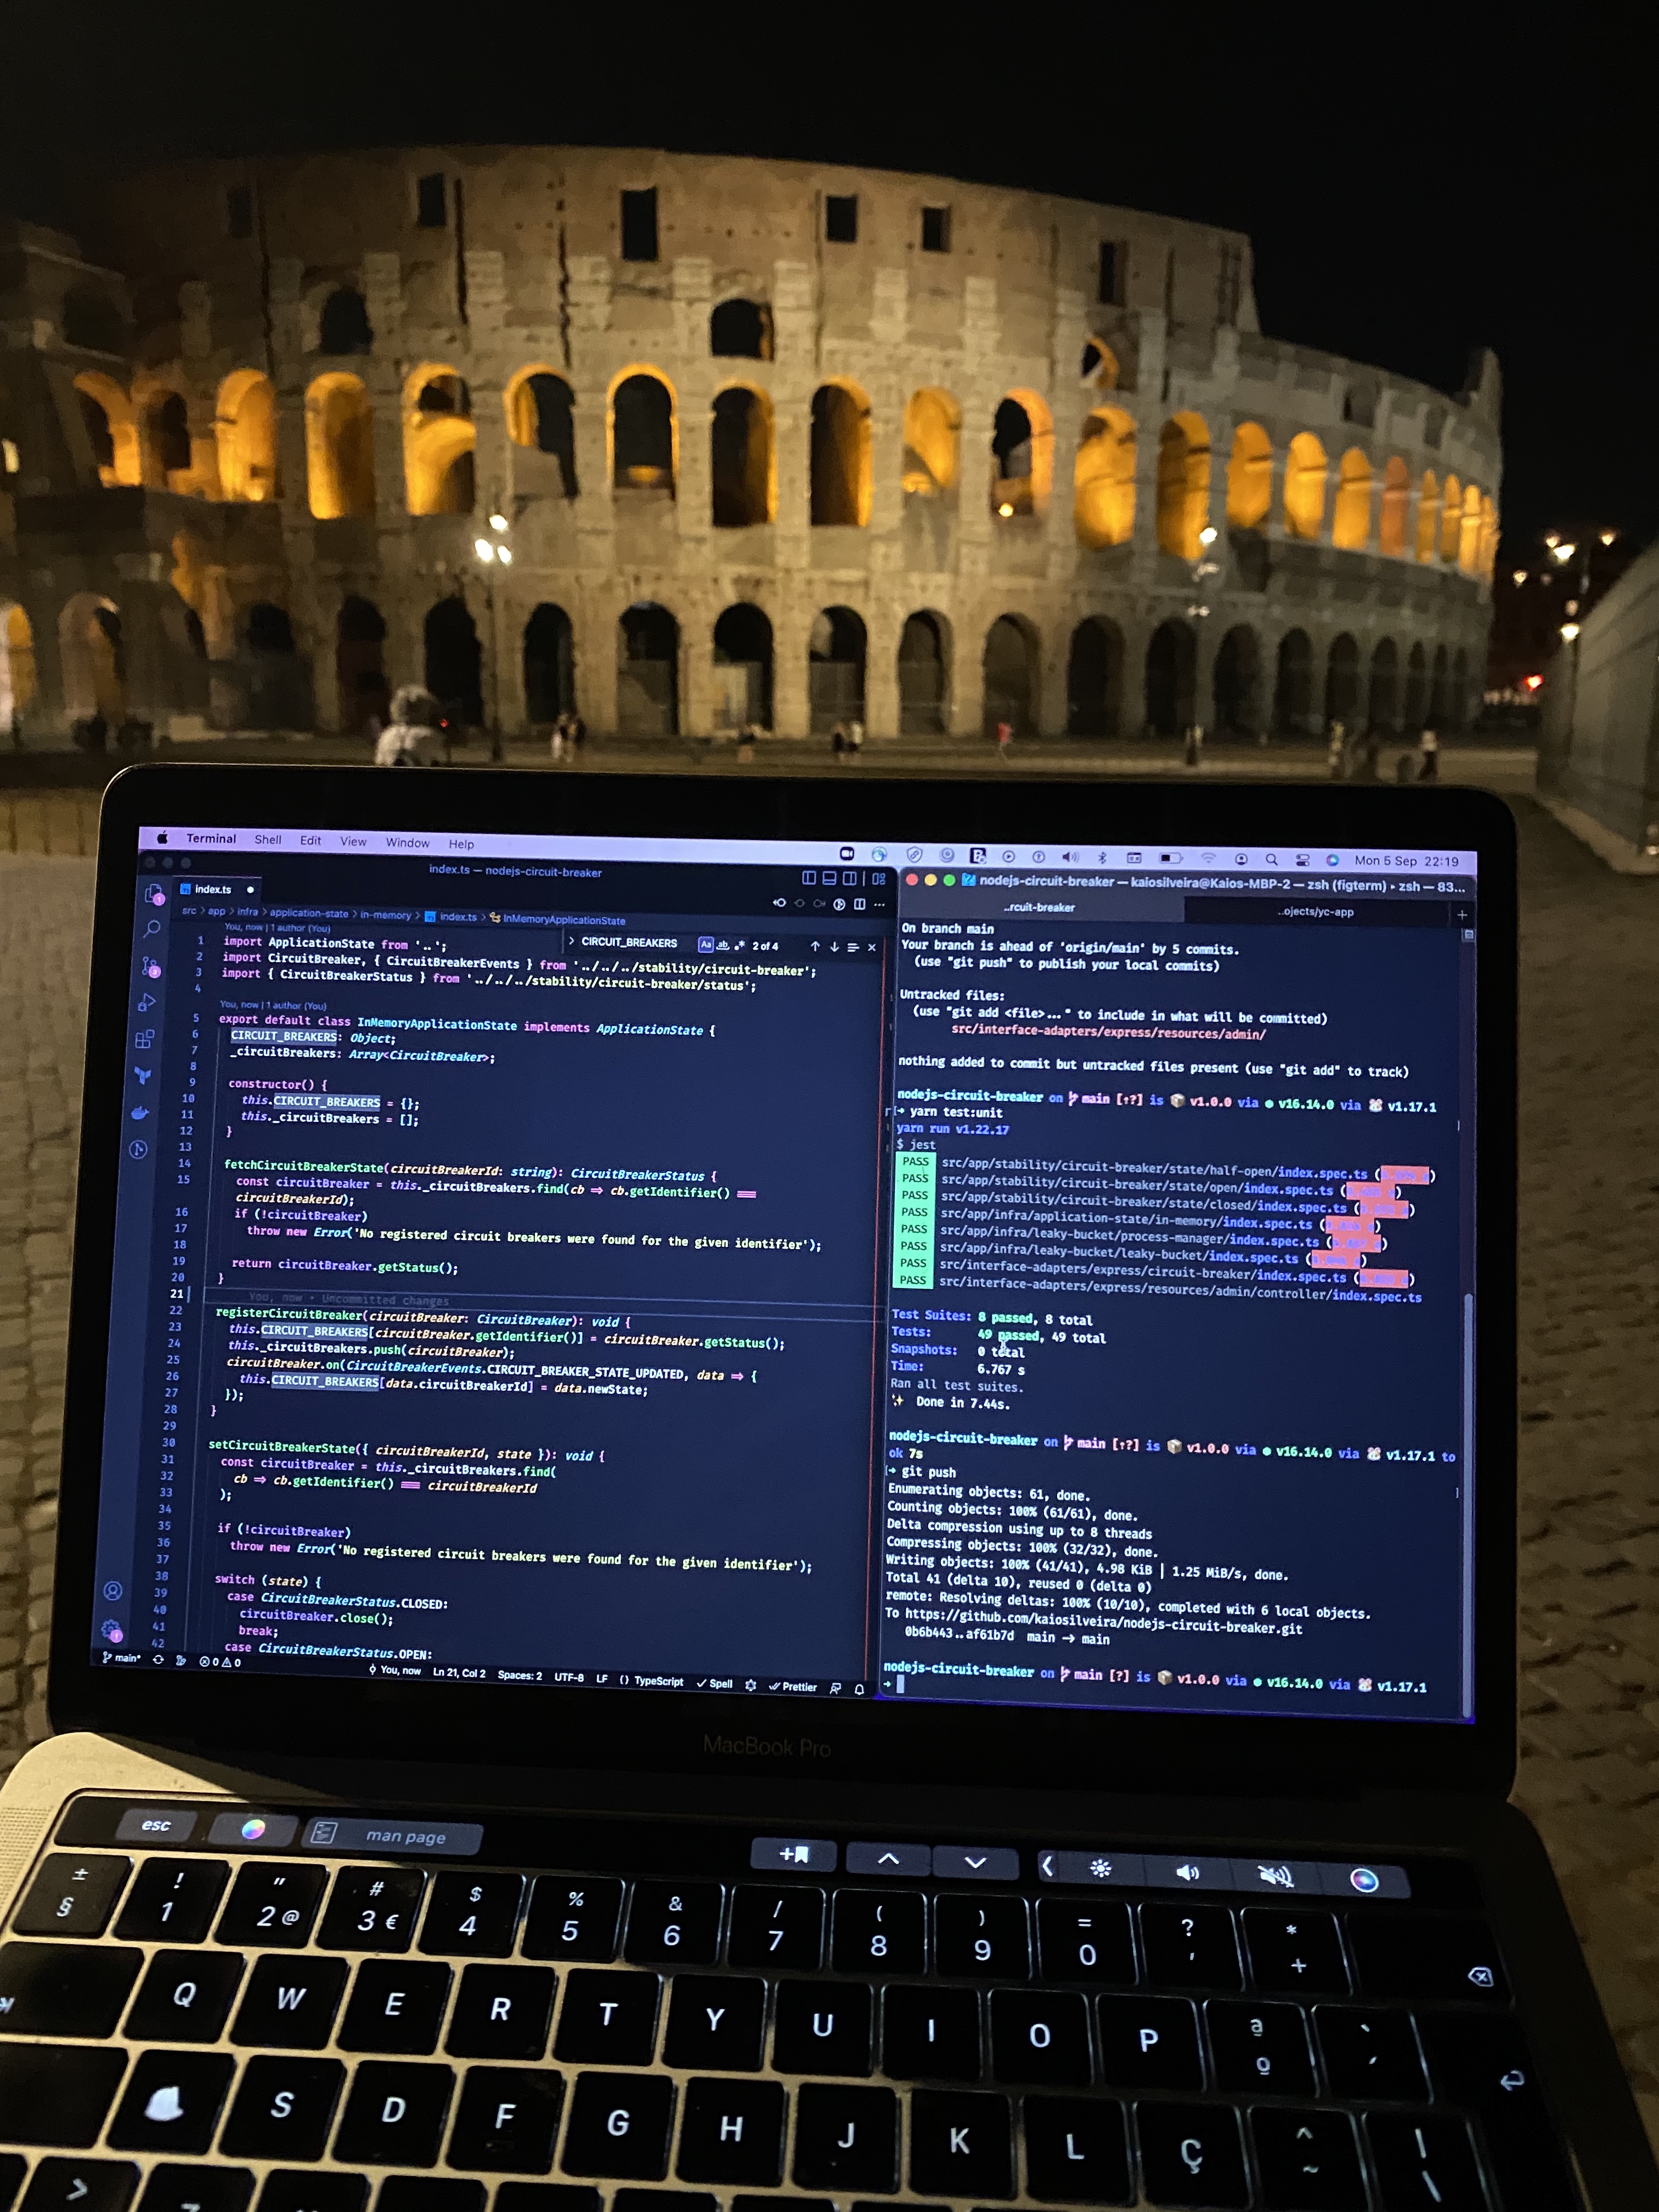 Terminal Shell Edit View Window Help
Mon 5 Sep 22:19
index.ts — nodejs-circuit-breaker
index.ts
src > app > infra > application-state > in-memory > index.ts > InMemoryApplicationState
CIRCUIT_BREAKERS Aa ab 2 of 4
You, now | 1 author (You)
1 import ApplicationState from '..';
2 import CircuitBreaker, { CircuitBreakerEvents } from '../../../stability/circuit-breaker';
3 import { CircuitBreakerStatus } from '../../../stability/circuit-breaker/status';
4
You, now | 1 author (You)
5 export default class InMemoryApplicationState implements ApplicationState {
6 CIRCUIT_BREAKERS: Object;
7 _circuitBreakers: Array<CircuitBreaker>;
8
9 constructor() {
10 this.CIRCUIT_BREAKERS = {};
11 this._circuitBreakers = [];
12 }
13
14 fetchCircuitBreakerState(circuitBreakerId: string): CircuitBreakerStatus {
15 const circuitBreaker = this._circuitBreakers.find(cb => cb.getIdentifier() ===
circuitBreakerId);
16 if (!circuitBreaker)
17 throw new Error('No registered circuit breakers were found for the given identifier');
18
19 return circuitBreaker.getStatus();
20 }
21 You, now • Uncommitted changes
22 registerCircuitBreaker(circuitBreaker: CircuitBreaker): void {
23 this.CIRCUIT_BREAKERS[circuitBreaker.getIdentifier()] = circuitBreaker.getStatus();
24 this._circuitBreakers.push(circuitBreaker);
25 circuitBreaker.on(CircuitBreakerEvents.CIRCUIT_BREAKER_STATE_UPDATED, data => {
26 this.CIRCUIT_BREAKERS[data.circuitBreakerId] = data.newState;
27 });
28 }
29
30 setCircuitBreakerState({ circuitBreakerId, state }): void {
31 const circuitBreaker = this._circuitBreakers.find(
32 cb => cb.getIdentifier() === circuitBreakerId
33 );
34
35 if (!circuitBreaker)
36 throw new Error('No registered circuit breakers were found for the given identifier');
37
38 switch (state) {
39 case CircuitBreakerStatus.CLOSED:
40 circuitBreaker.close();
41 break;
42 case CircuitBreakerStatus.OPEN:
main* 0 0 You, now Ln 21, Col 2 Spaces: 2 UTF-8 LF {} TypeScript Spell Prettier
nodejs-circuit-breaker — kaiosilveira@Kaios-MBP-2 — zsh (figterm) ▸ zsh — 83...
..rcuit-breaker ..ojects/yc-app
On branch main
Your branch is ahead of 'origin/main' by 5 commits.
(use "git push" to publish your local commits)
Untracked files:
(use "git add <file>..." to include in what will be committed)
src/interface-adapters/express/resources/admin/
nothing added to commit but untracked files present (use "git add" to track)
nodejs-circuit-breaker on main [↑?] is v1.0.0 via v16.14.0 via v1.17.1
→ yarn test:unit
yarn run v1.22.17
$ jest
PASS src/app/stability/circuit-breaker/state/half-open/index.spec.ts
PASS src/app/stability/circuit-breaker/state/open/index.spec.ts
PASS src/app/stability/circuit-breaker/state/closed/index.spec.ts
PASS src/app/infra/application-state/in-memory/index.spec.ts
PASS src/app/infra/leaky-bucket/process-manager/index.spec.ts
PASS src/app/infra/leaky-bucket/leaky-bucket/index.spec.ts
PASS src/interface-adapters/express/circuit-breaker/index.spec.ts
PASS src/interface-adapters/express/resources/admin/controller/index.spec.ts
Test Suites: 8 passed, 8 total
Tests: 49 passed, 49 total
Snapshots: 0 total
Time: 6.767 s
Ran all test suites.
✨ Done in 7.44s.
nodejs-circuit-breaker on main [↑?] is v1.0.0 via v16.14.0 via v1.17.1 to
ok 7s
→ git push
Enumerating objects: 61, done.
Counting objects: 100% (61/61), done.
Delta compression using up to 8 threads
Compressing objects: 100% (32/32), done.
Writing objects: 100% (41/41), 4.98 KiB | 1.25 MiB/s, done.
Total 41 (delta 10), reused 0 (delta 0)
remote: Resolving deltas: 100% (10/10), completed with 6 local objects.
To https://github.com/kaiosilveira/nodejs-circuit-breaker.git
0b6b443..af61b7d main → main
nodejs-circuit-breaker on main [?] is v1.0.0 via v16.14.0 via v1.17.1
→
MacBook Pro
esc man page
± ! " # $ % & / ( ) = ? *
§ 1 2 @ 3 € 4 5 6 7 8 9 0 ' +
Q W E R T Y U I O P ª º ` ´
S D F G H J K L Ç ^ ~ | \
>